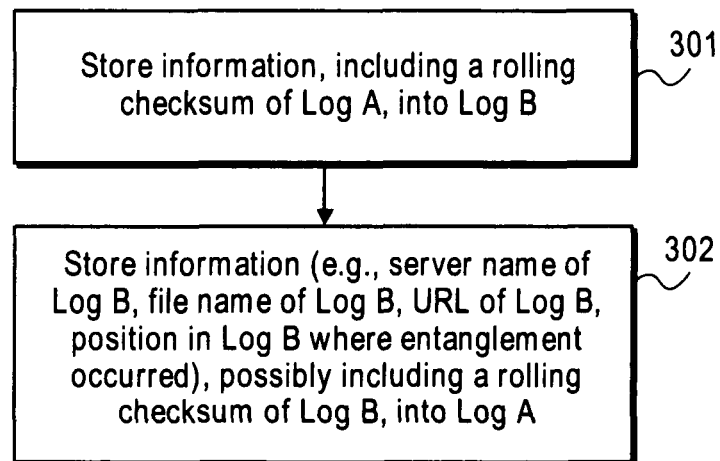 Store information, including a rolling
checksum of Log A, into Log B
301
Store information (e.g., server name of
Log B, file name of Log B, URL of Log B,
position in Log B where entanglement
occurred), possibly including a rolling
checksum of Log B, into Log A
302